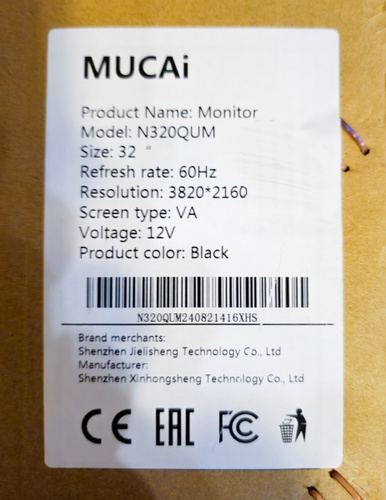 MUCAi
Product Name: Monitor
Model: N320QUM
Size: 32 "
Refresh rate: 60Hz
Resolution: 3820*2160
Screen type: VA
Voltage: 12V
Product color: Black
N320QUM240821416XHS
Brand merchants:
Shenzhen Jielisheng Technology Co., Ltd
Manufacturer:
Shenzhen Xinhongsheng Technology Co., Ltd
CE EAC FC